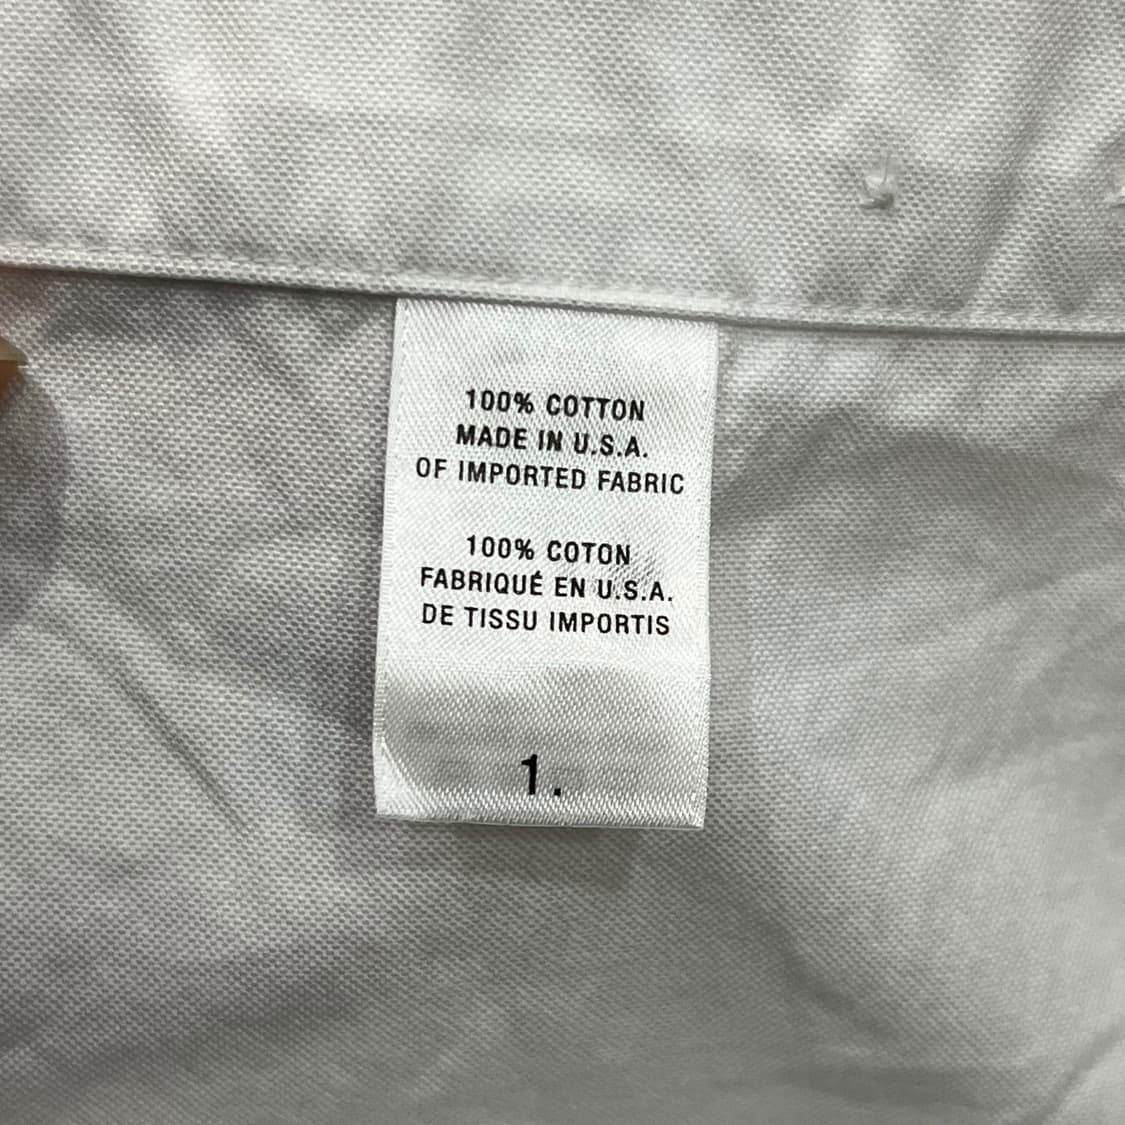 100% COTTON
MADE IN U.S.A.
OF IMPORTED FABRIC
100% COTON
FABRIQUÉ EN U.S.A.
DE TISSU IMPORTIS
1.